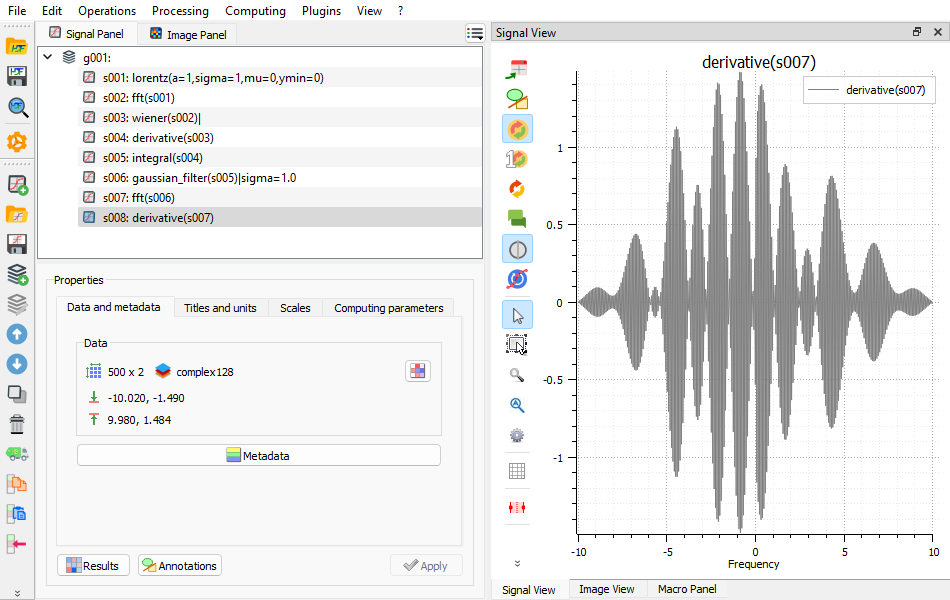 File Edit Operations Processing Computing Plugins View ?
Signal Panel Image Panel
g001:
s001: lorentz(a=1,sigma=1,mu=0,ymin=0)
s002: fft(s001)
s003: wiener(s002)|
s004: derivative(s003)
s005: integral(s004)
s006: gaussian_filter(s005)|sigma=1.0
s007: fft(s006)
s008: derivative(s007)
Properties
Data and metadata Titles and units Scales Computing parameters
Data
500 x 2 complex128
-10.020, -1.490
9.980, 1.484
Metadata
Results Annotations Apply
Signal View
derivative(s007)
derivative(s007)
1
0.5
0
-0.5
-1
-10 -5 0 5 10
Frequency
Signal View Image View Macro Panel